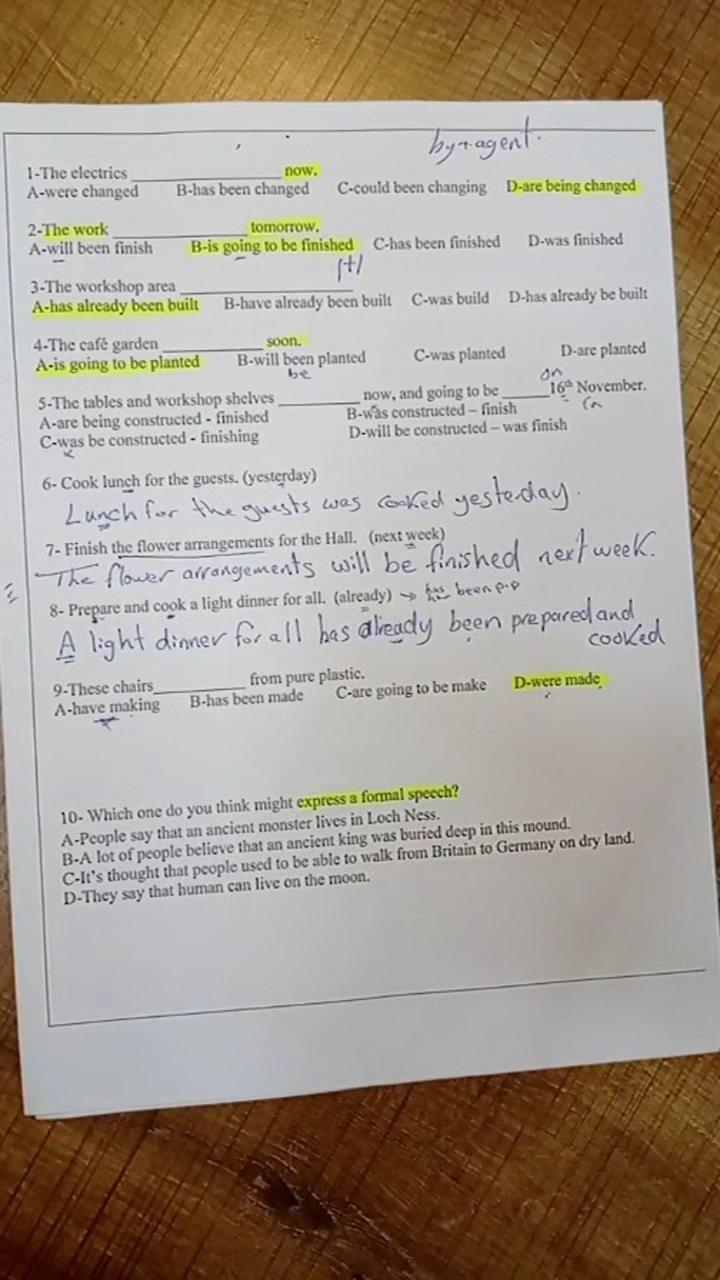 by+agent.
1-The electrics ____________ now.
A-were changed B-has been changed C-could been changing D-are being changed
2-The work ____________ tomorrow.
A-will been finish B-is going to be finished C-has been finished D-was finished
3-The workshop area ____________
A-has already been built B-have already been built C-was build D-has already be built
4-The café garden ____________ soon.
A-is going to be planted B-will been planted C-was planted D-are planted
be
on
5-The tables and workshop shelves ________ now, and going to be _____16th November.
A-are being constructed - finished B-was constructed – finish
C-was be constructed - finishing D-will be constructed – was finish
6- Cook lunch for the guests. (yesterday)
Lunch for the guests was cooked yesterday.
7- Finish the flower arrangements for the Hall. (next week)
The flower arrangements will be finished next week.
8- Prepare and cook a light dinner for all. (already) → has been p.p
A light dinner for all has already been prepared and
cooked
9-These chairs__________ from pure plastic.
A-have making B-has been made C-are going to be make D-were made
10- Which one do you think might express a formal speech?
A-People say that an ancient monster lives in Loch Ness.
B-A lot of people believe that an ancient king was buried deep in this mound.
C-It's thought that people used to be able to walk from Britain to Germany on dry land.
D-They say that human can live on the moon.